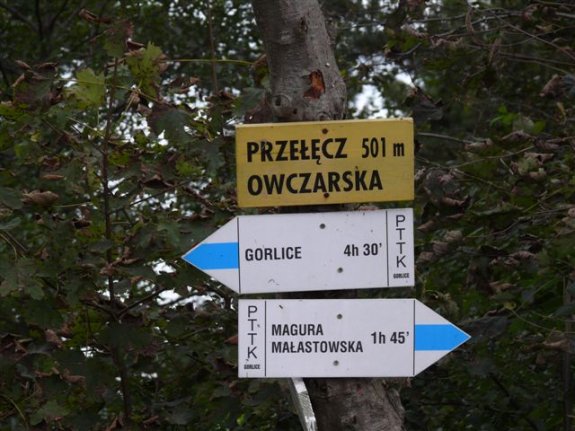 PRZEŁĘCZ 501 m
OWCZARSKA
GORLICE 4h 30' PTTK
GORLICE
PTTK MAGURA
MAŁASTOWSKA 1h 45'
GORLICE